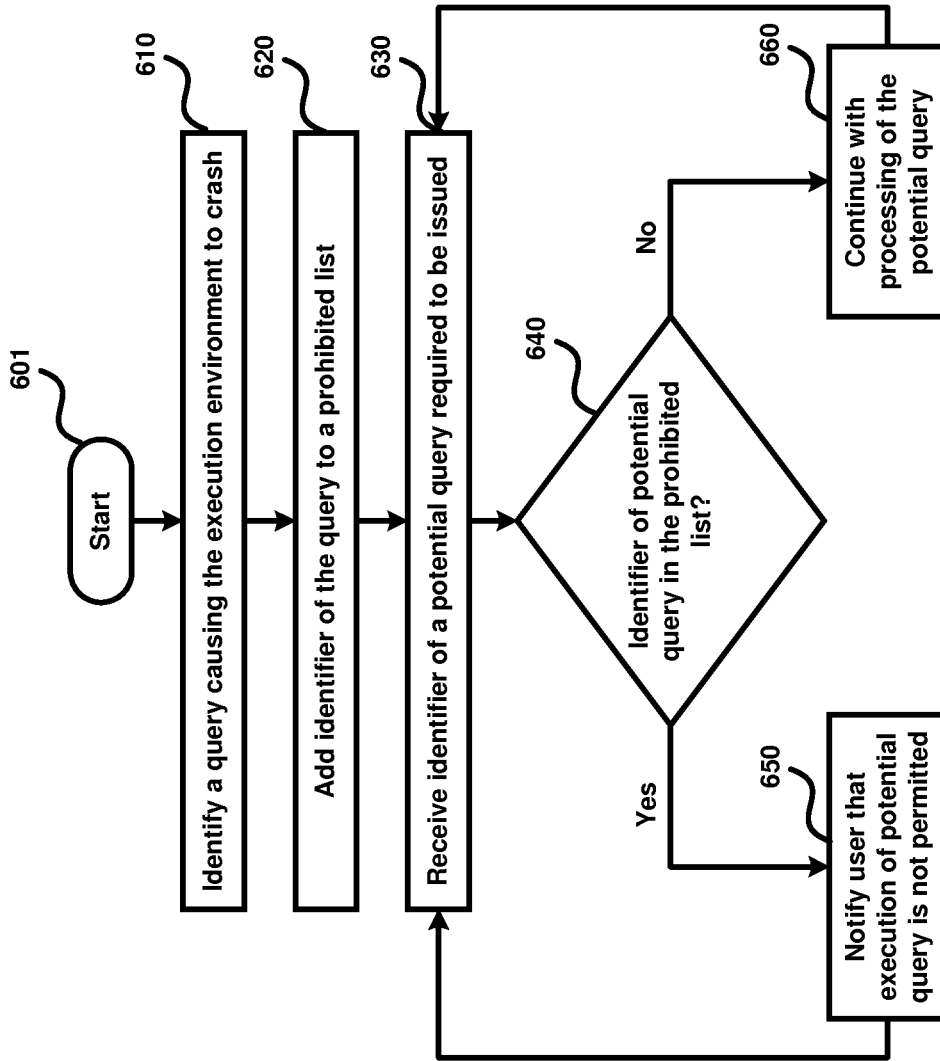 601
Start
610
Identify a query causing the execution environment to crash
620
Add identifier of the query to a prohibited list
630
Receive identifier of a potential query required to be issued
640
Identifier of potential
query in the prohibited
list?
Yes
No
650
Notify user that
execution of potential
query is not permitted
660
Continue with
processing of the
potential query